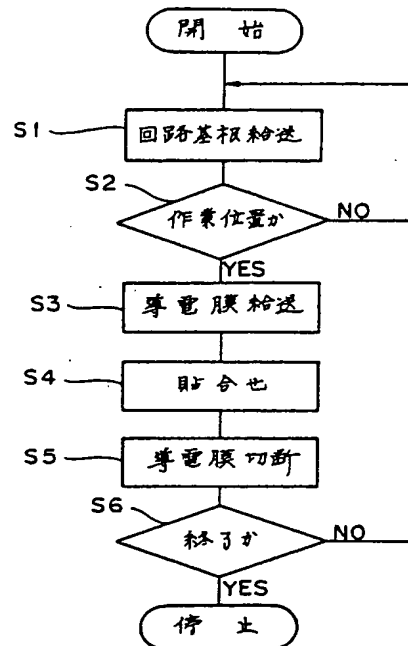 開始
S1
回路基根給送
S2
作業位置か
NO
YES
S3
導電膜給送
S4
貼合せ
S5
導電膜切断
S6
終るか
NO
YES
停止